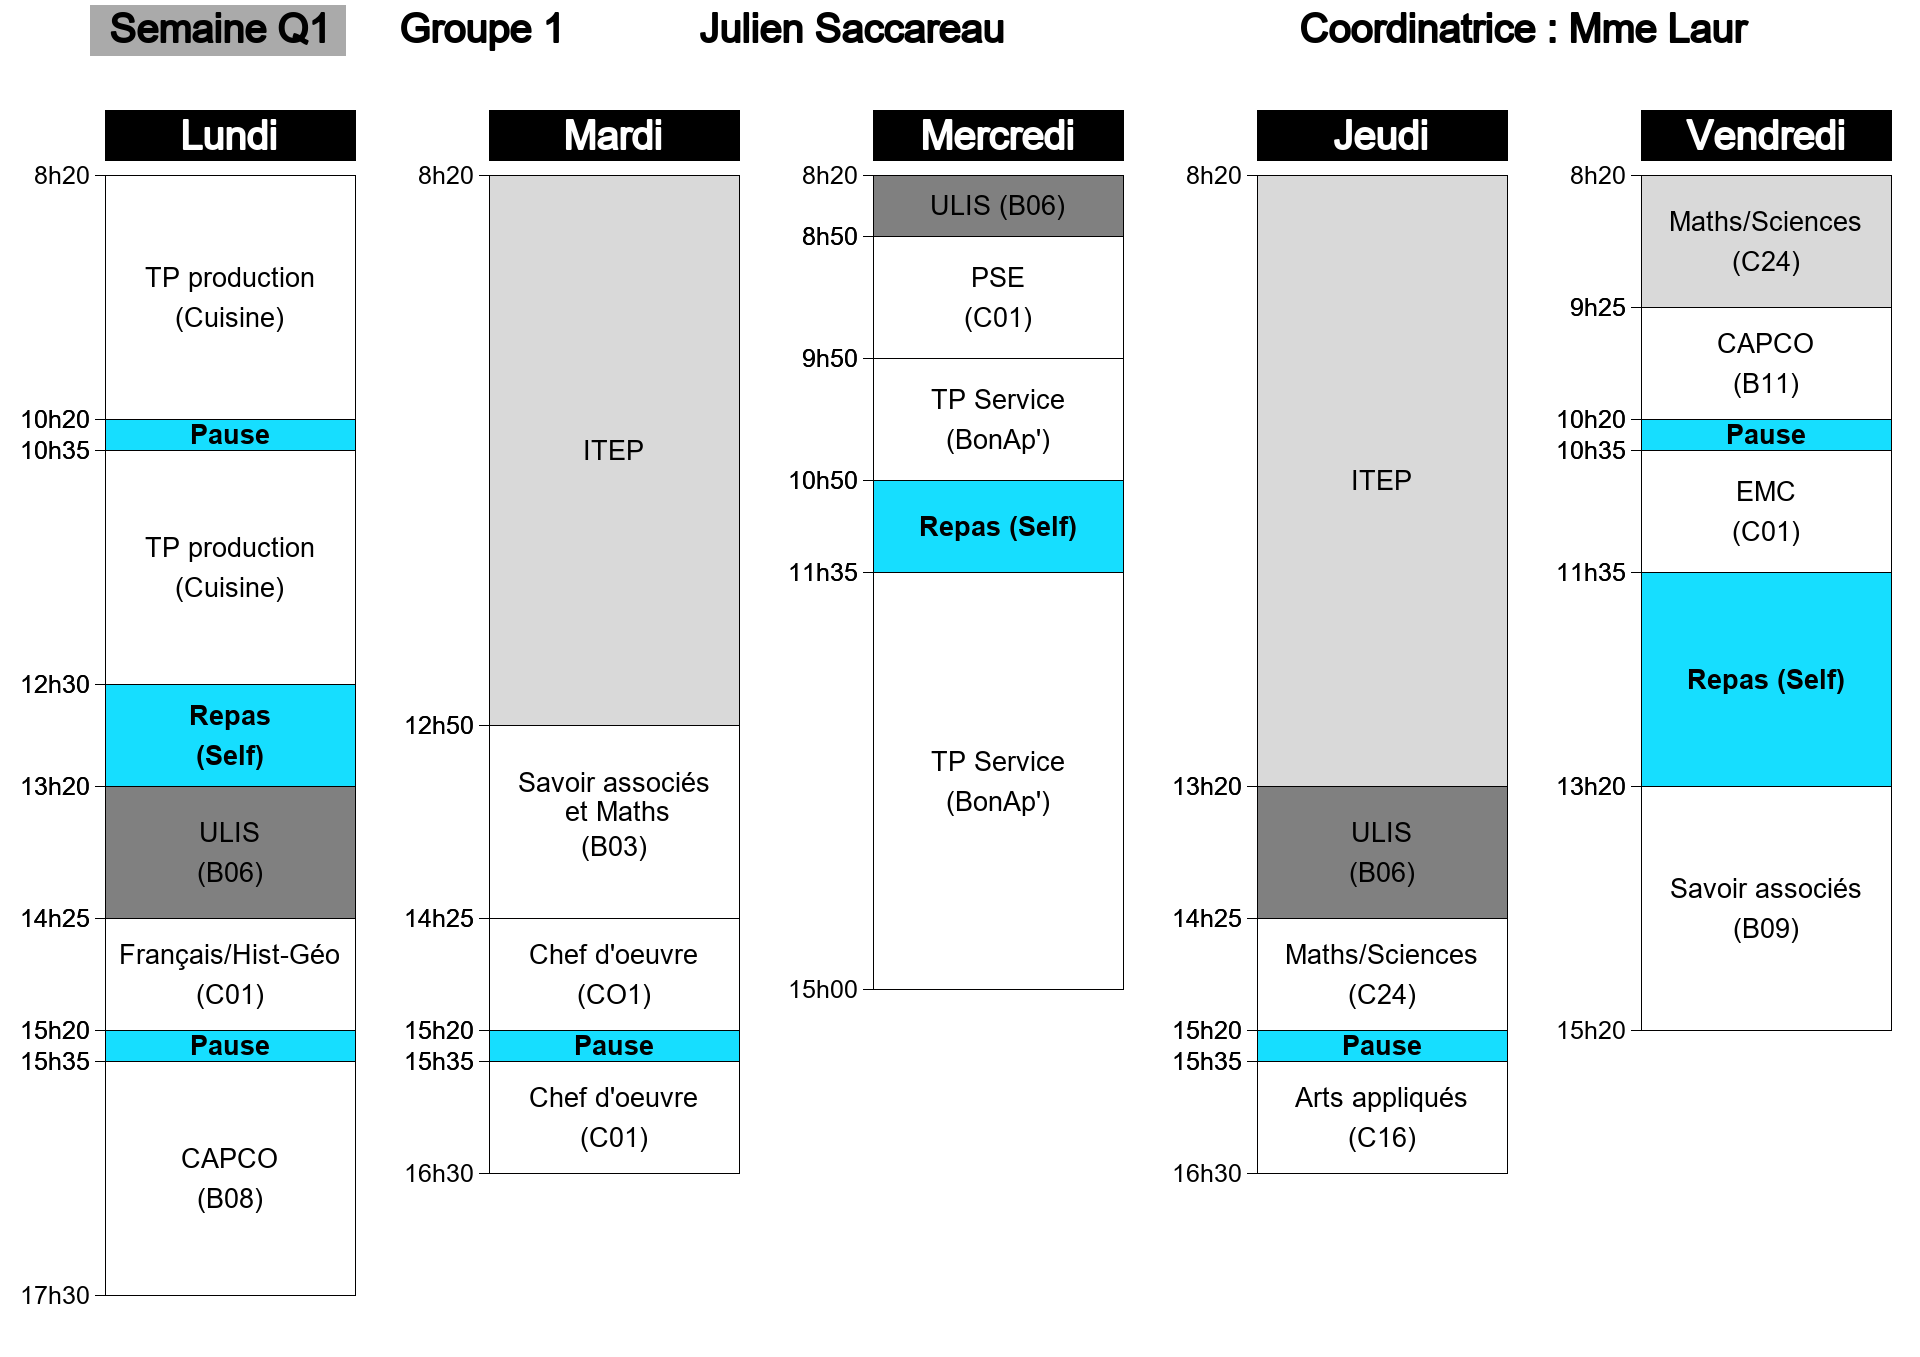 Semaine Q1 Groupe 1 Julien Saccareau Coordinatrice : Mme Laur
Lundi
8h20
TP production
(Cuisine)
10h20
Pause
10h35
TP production
(Cuisine)
12h30
Repas
(Self)
13h20
ULIS
(B06)
14h25
Français/Hist-Géo
(C01)
15h20
Pause
15h35
CAPCO
(B08)
17h30
Mardi
8h20
ITEP
12h50
Savoir associés
et Maths
(B03)
14h25
Chef d'oeuvre
(CO1)
15h20
Pause
15h35
Chef d'oeuvre
(C01)
16h30
Mercredi
8h20
ULIS (B06)
8h50
PSE
(C01)
9h50
TP Service
(BonAp')
10h50
Repas (Self)
11h35
TP Service
(BonAp')
15h00
Jeudi
8h20
ITEP
13h20
ULIS
(B06)
14h25
Maths/Sciences
(C24)
15h20
Pause
15h35
Arts appliqués
(C16)
16h30
Vendredi
8h20
Maths/Sciences
(C24)
9h25
CAPCO
(B11)
10h20
Pause
10h35
EMC
(C01)
11h35
Repas (Self)
13h20
Savoir associés
(B09)
15h20